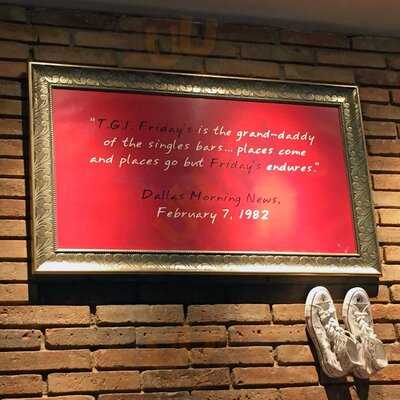 "T.G.I. Friday's is the grand-daddy
of the singles bars... places come
and places go but Friday's endures."
Dallas Morning News,
February 7, 1982